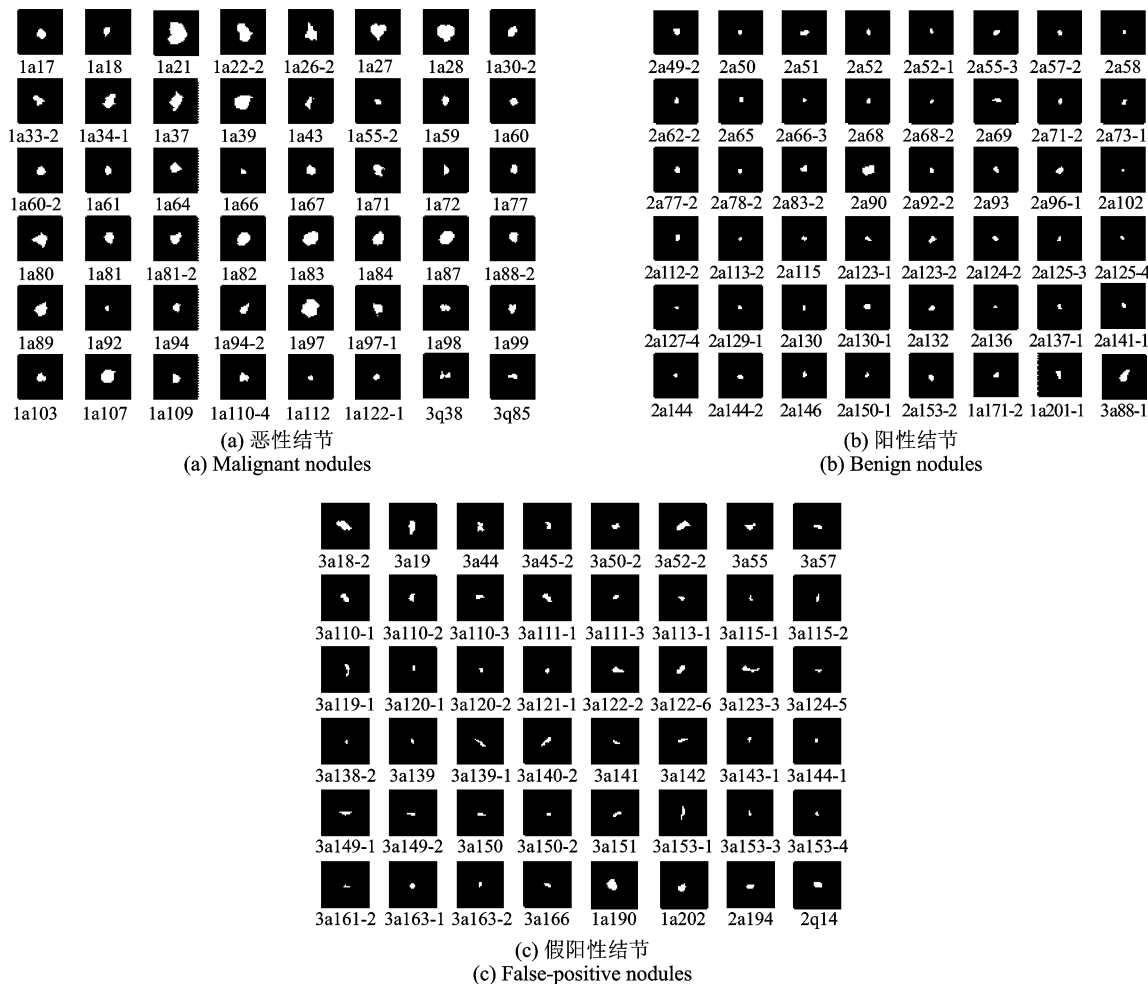 1a17 1a18 1a21 1a22-2 1a26-2 1a27 1a28 1a30-2
1a33-2 1a34-1 1a37 1a39 1a43 1a55-2 1a59 1a60
1a60-2 1a61 1a64 1a66 1a67 1a71 1a72 1a77
1a80 1a81 1a81-2 1a82 1a83 1a84 1a87 1a88-2
1a89 1a92 1a94 1a94-2 1a97 1a97-1 1a98 1a99
1a103 1a107 1a109 1a110-4 1a112 1a122-1 3q38 3q85
(a) 恶性结节
(a) Malignant nodules
2a49-2 2a50 2a51 2a52 2a52-1 2a55-3 2a57-2 2a58
2a62-2 2a65 2a66-3 2a68 2a68-2 2a69 2a71-2 2a73-1
2a77-2 2a78-2 2a83-2 2a90 2a92-2 2a93 2a96-1 2a102
2a112-2 2a113-2 2a115 2a123-1 2a123-2 2a124-2 2a125-3 2a125-4
2a127-4 2a129-1 2a130 2a130-1 2a132 2a136 2a137-1 2a141-1
2a144 2a144-2 2a146 2a150-1 2a153-2 1a171-2 1a201-1 3a88-1
(b) 阳性结节
(b) Benign nodules
3a18-2 3a19 3a44 3a45-2 3a50-2 3a52-2 3a55 3a57
3a110-1 3a110-2 3a110-3 3a111-1 3a111-3 3a113-1 3a115-1 3a115-2
3a119-1 3a120-1 3a120-2 3a121-1 3a122-2 3a122-6 3a123-3 3a124-5
3a138-2 3a139 3a139-1 3a140-2 3a141 3a142 3a143-1 3a144-1
3a149-1 3a149-2 3a150 3a150-2 3a151 3a153-1 3a153-3 3a153-4
3a161-2 3a163-1 3a163-2 3a166 1a190 1a202 2a194 2q14
(c) 假阳性结节
(c) False-positive nodules